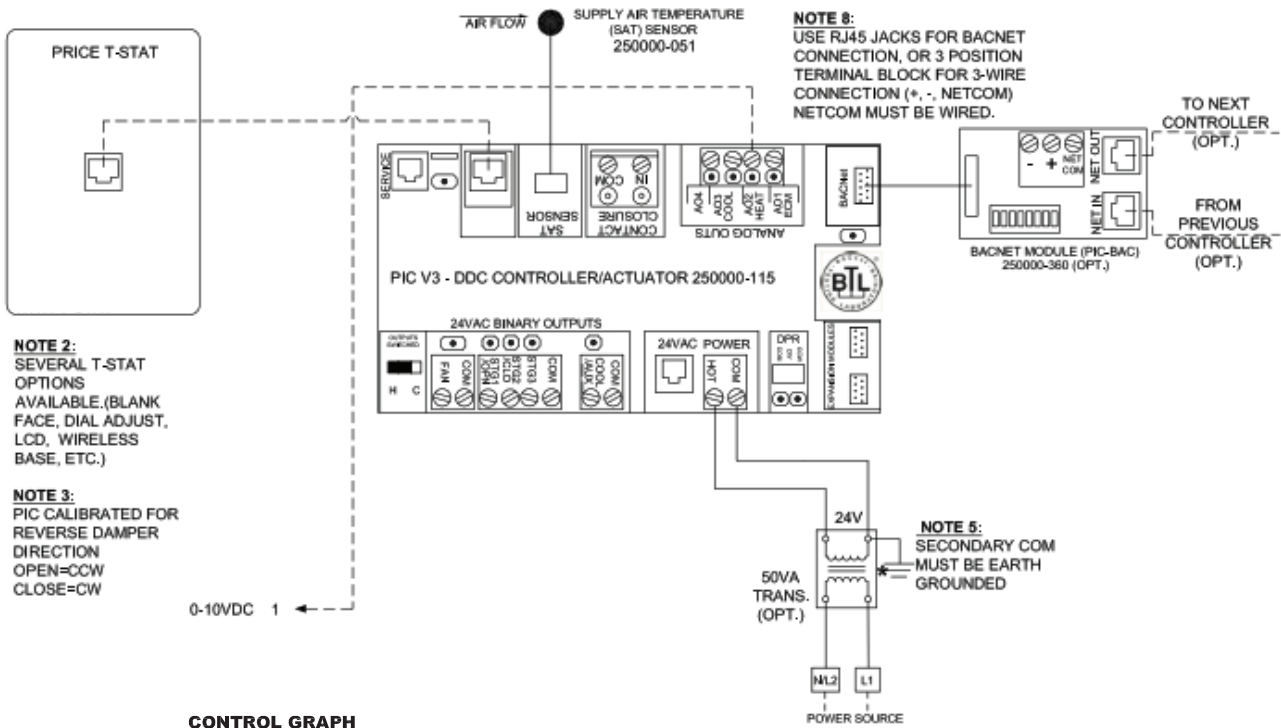 AIR FLOW
SUPPLY AIR TEMPERATURE
(SAT) SENSOR
250000-051
NOTE 8:
USE RJ45 JACKS FOR BACNET
CONNECTION, OR 3 POSITION
TERMINAL BLOCK FOR 3-WIRE
CONNECTION (+, -, NETCOM)
NETCOM MUST BE WIRED.
PRICE T-STAT
TO NEXT
CONTROLLER
(OPT.)
- + NET
COM
NET OUT
NET IN
FROM
PREVIOUS
CONTROLLER
(OPT.)
BACNET MODULE (PIC-BAC)
250000-360 (OPT.)
SERVICE
SAT
SENSOR
COM IN
CONTACT
CLOSURE
AO4
AO3
COOL
AO2
HEAT
AO1
ECM
ANALOG OUTS
BACNet
PIC V3 - DDC CONTROLLER/ACTUATOR 250000-115
BTL
24VAC BINARY OUTPUTS
OUTPUTS
SWITCHED
H C
FAN
COM
STG1
/OPN
STG2
/CLD
STG3
COM
COOL
/AUX
COM
24VAC POWER
HOT
COM
DPR
EXPANSION MODULES
NOTE 2:
SEVERAL T-STAT
OPTIONS
AVAILABLE.(BLANK
FACE, DIAL ADJUST,
LCD, WIRELESS
BASE, ETC.)
NOTE 3:
PIC CALIBRATED FOR
REVERSE DAMPER
DIRECTION
OPEN=CCW
CLOSE=CW
0-10VDC 1
24V
50VA
TRANS.
(OPT.)
*
NOTE 5:
SECONDARY COM
MUST BE EARTH
GROUNDED
N/L2
L1
POWER SOURCE
CONTROL GRAPH